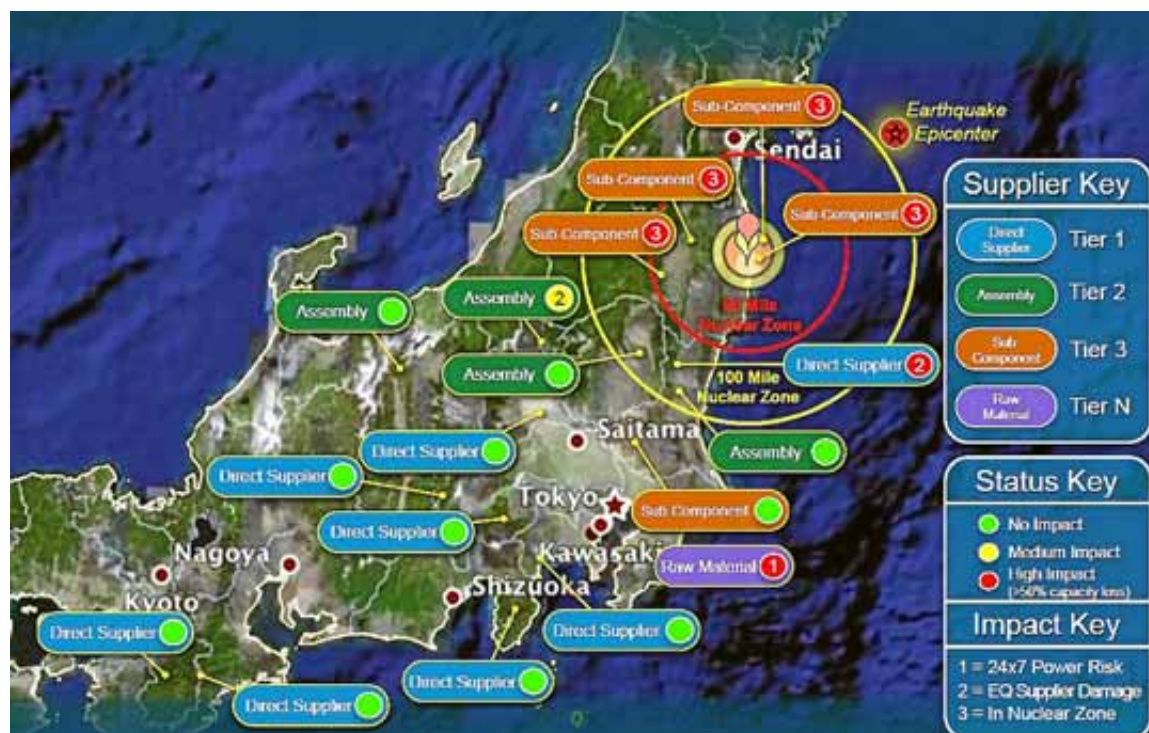 Sub-Component 3
Earthquake
Epicenter
Sendai
Sub-Component 3
Sub-Component 3
Sub-Component 3
Assembly 2
Assembly
Mile
Nuclear Zone
Assembly
Direct Supplier 2
100 Mile
Nuclear Zone
Saitama
Direct Supplier
Assembly
Direct Supplier
Tokyo
Sub Component
Direct Supplier
Kawasaki
Raw Material 1
Nagoya
Shizuoka
Kyoto
Direct Supplier
Direct Supplier
Direct Supplier
Direct Supplier
Supplier Key
Direct
Supplier
Tier 1
Assembly
Tier 2
Sub
Component
Tier 3
Raw
Material
Tier N
Status Key
No Impact
Medium Impact
High Impact
(>50% capacity loss)
Impact Key
1 = 24x7 Power Risk
2 = EQ Supplier Damage
3 = In Nuclear Zone